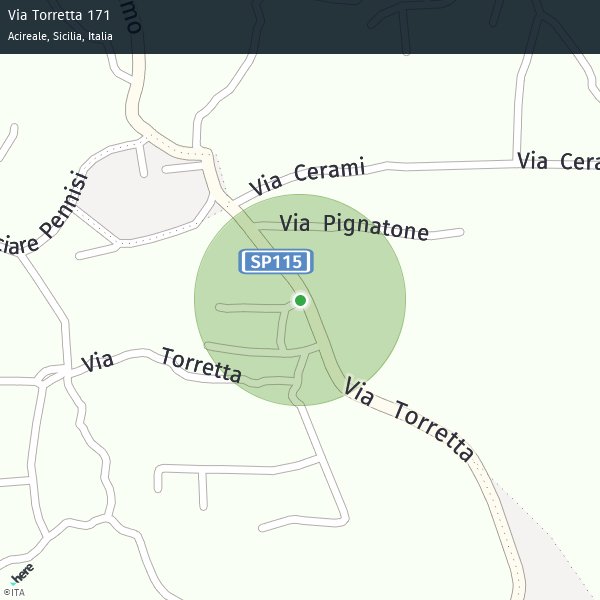 Via Torretta 171
Acireale, Sicilia, Italia
Via Cerami
Via Cera
Via Pignatone
ciare Pennisi
SP115
Via Torretta
Via Torretta
here
©ITA